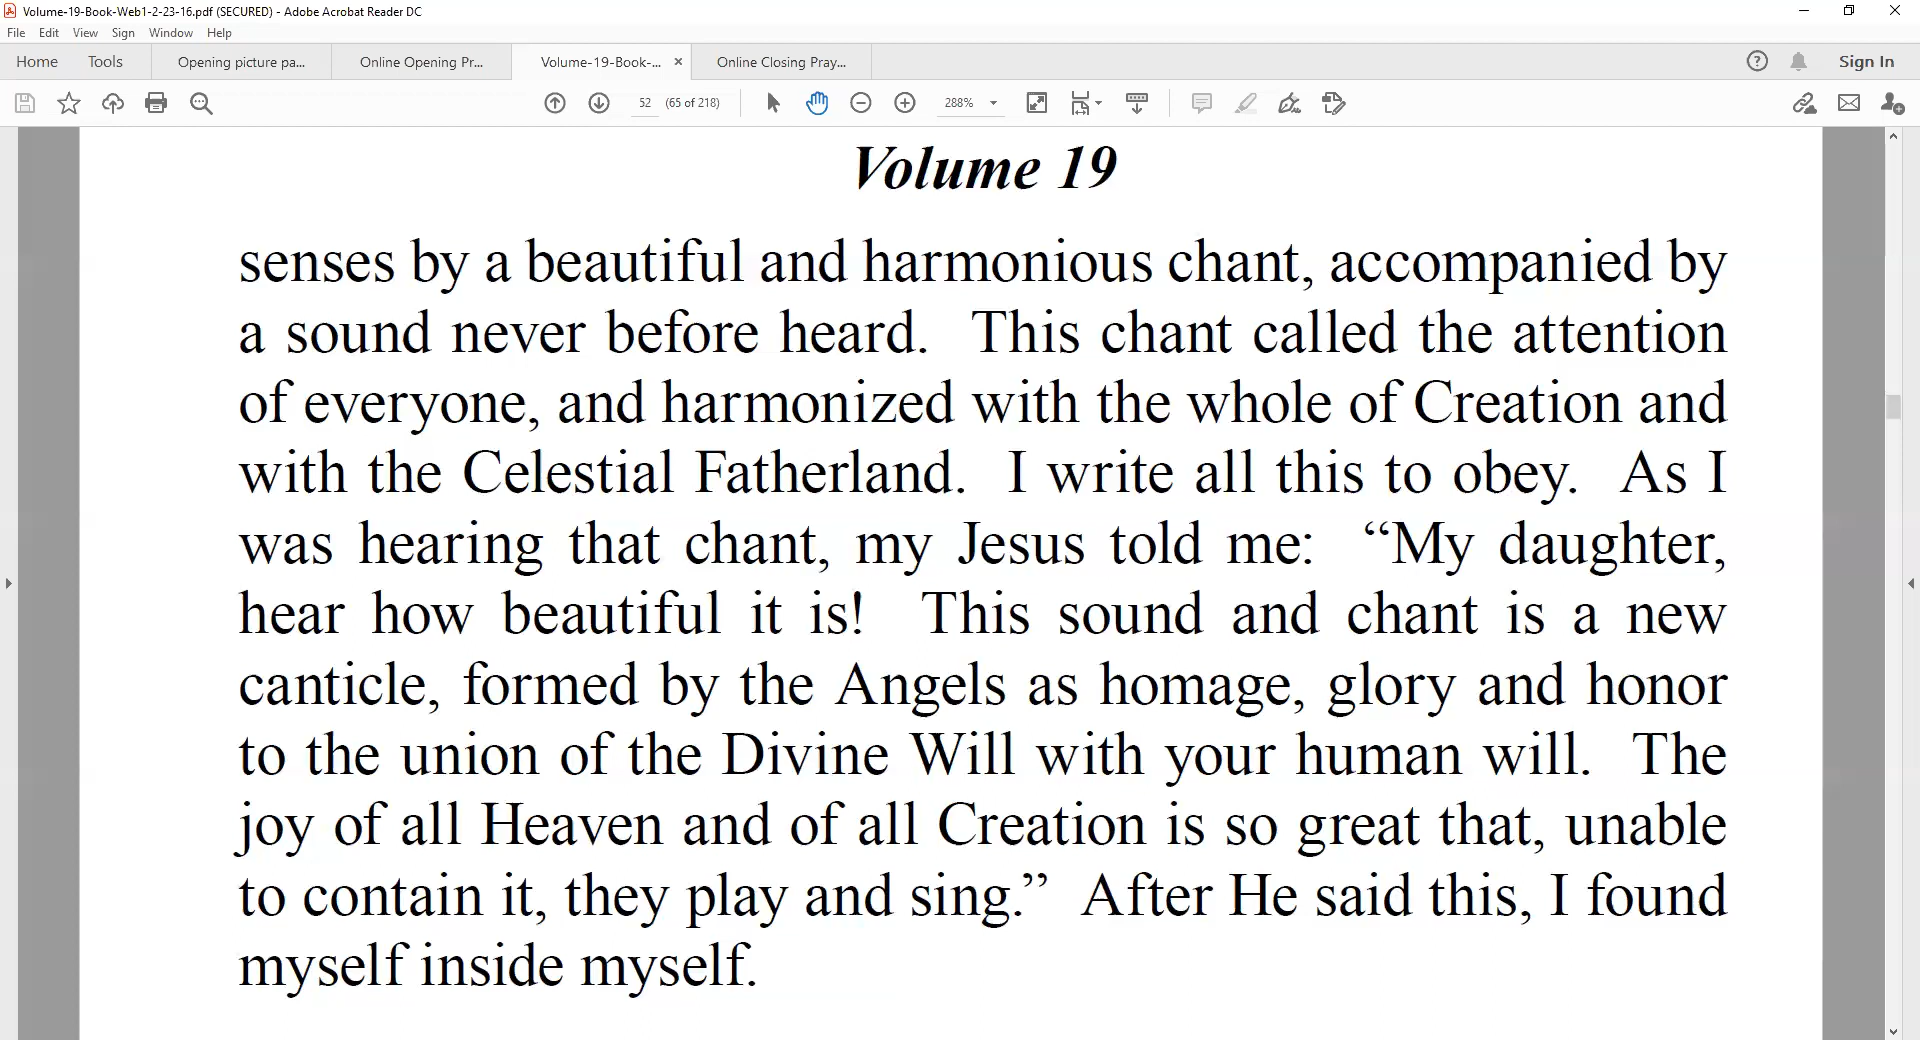 Volume-19-Book-Web1-2-23-16.pdf (SECURED) - Adobe Acrobat Reader DC
File Edit View Sign Window Help
Home Tools Opening picture pa... Online Opening Pr... Volume-19-Book-... × Online Closing Pray... Sign In
52 (65 of 218) 288%
Volume 19
senses by a beautiful and harmonious chant, accompanied by
a sound never before heard. This chant called the attention
of everyone, and harmonized with the whole of Creation and
with the Celestial Fatherland. I write all this to obey. As I
was hearing that chant, my Jesus told me: “My daughter,
hear how beautiful it is! This sound and chant is a new
canticle, formed by the Angels as homage, glory and honor
to the union of the Divine Will with your human will. The
joy of all Heaven and of all Creation is so great that, unable
to contain it, they play and sing.” After He said this, I found
myself inside myself.